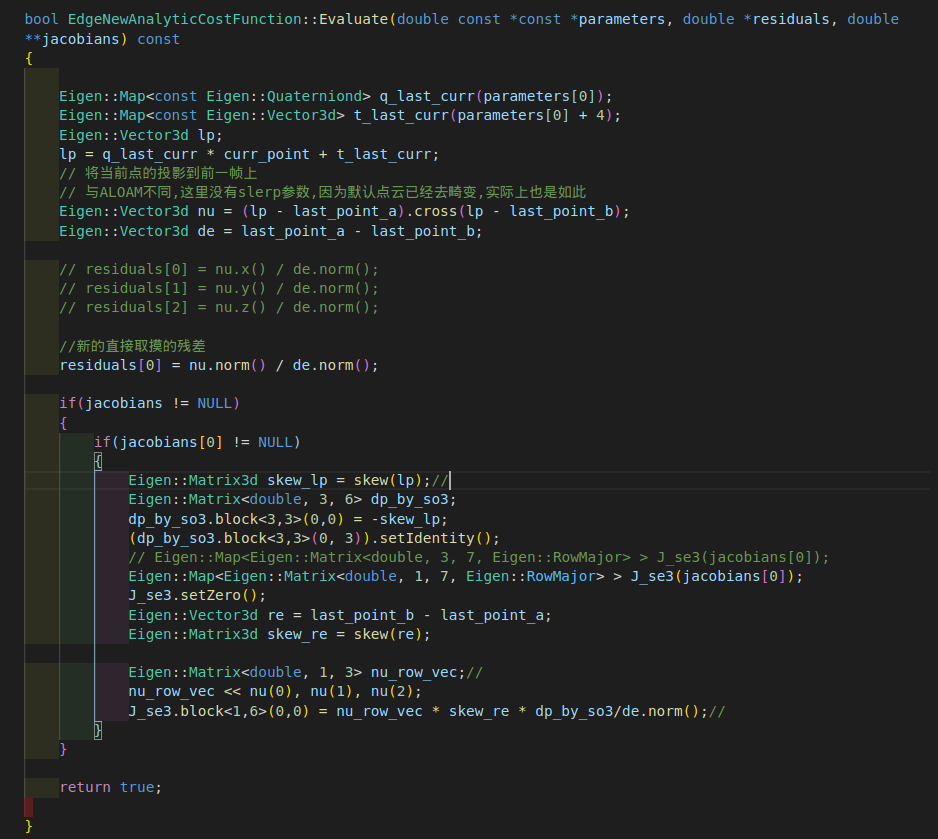 bool EdgeNewAnalyticCostFunction::Evaluate(double const *const *parameters, double *residuals, double
**jacobians) const
{
Eigen::Map<const Eigen::Quaterniond> q_last_curr(parameters[0]);
Eigen::Map<const Eigen::Vector3d> t_last_curr(parameters[0] + 4);
Eigen::Vector3d lp;
lp = q_last_curr * curr_point + t_last_curr;
// 将当前点的投影到前一帧上
// 与ALOAM不同,这里没有slerp参数,因为默认点云已经去畸变,实际上也是如此
Eigen::Vector3d nu = (lp - last_point_a).cross(lp - last_point_b);
Eigen::Vector3d de = last_point_a - last_point_b;
// residuals[0] = nu.x() / de.norm();
// residuals[1] = nu.y() / de.norm();
// residuals[2] = nu.z() / de.norm();
//新的直接取摸的残差
residuals[0] = nu.norm() / de.norm();
if(jacobians != NULL)
{
if(jacobians[0] != NULL)
{
Eigen::Matrix3d skew_lp = skew(lp);//
Eigen::Matrix<double, 3, 6> dp_by_so3;
dp_by_so3.block<3,3>(0,0) = -skew_lp;
(dp_by_so3.block<3,3>(0, 3)).setIdentity();
// Eigen::Map<Eigen::Matrix<double, 3, 7, Eigen::RowMajor> > J_se3(jacobians[0]);
Eigen::Map<Eigen::Matrix<double, 1, 7, Eigen::RowMajor> > J_se3(jacobians[0]);
J_se3.setZero();
Eigen::Vector3d re = last_point_b - last_point_a;
Eigen::Matrix3d skew_re = skew(re);
Eigen::Matrix<double, 1, 3> nu_row_vec;//
nu_row_vec << nu(0), nu(1), nu(2);
J_se3.block<1,6>(0,0) = nu_row_vec * skew_re * dp_by_so3/de.norm();//
}
}
return true;
}